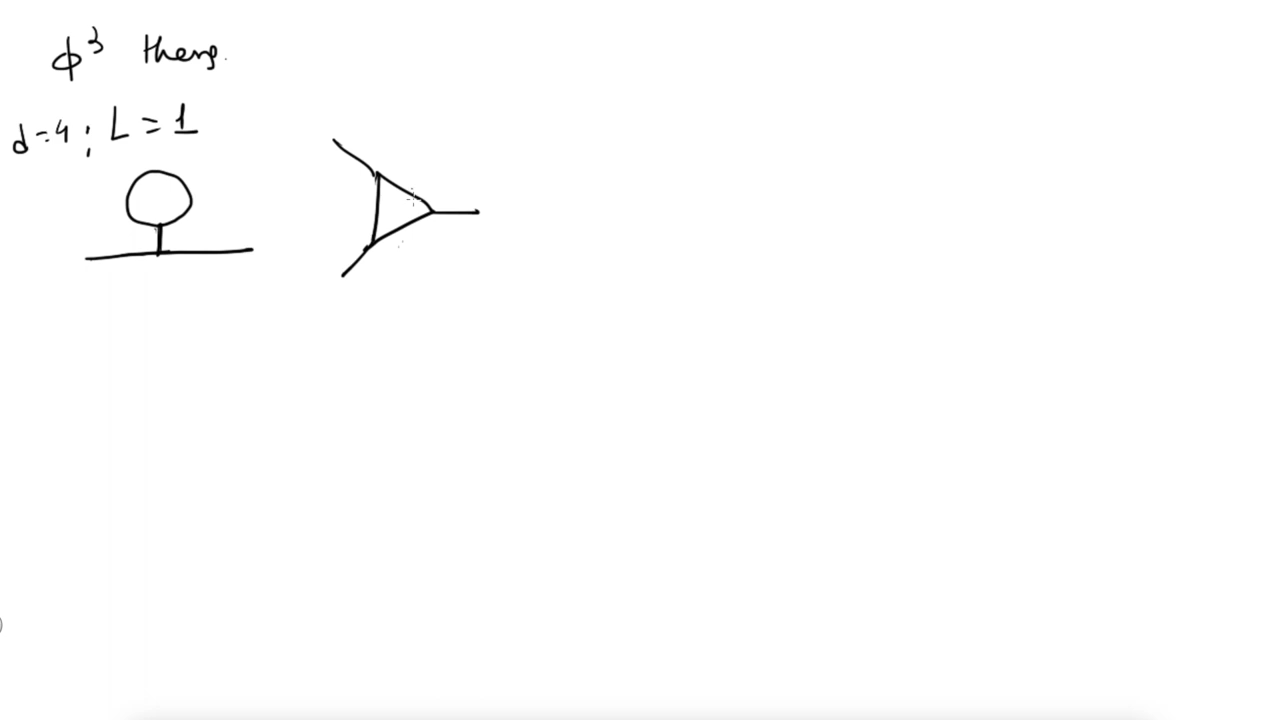 ϕ³ theory.
d=4; L = 1